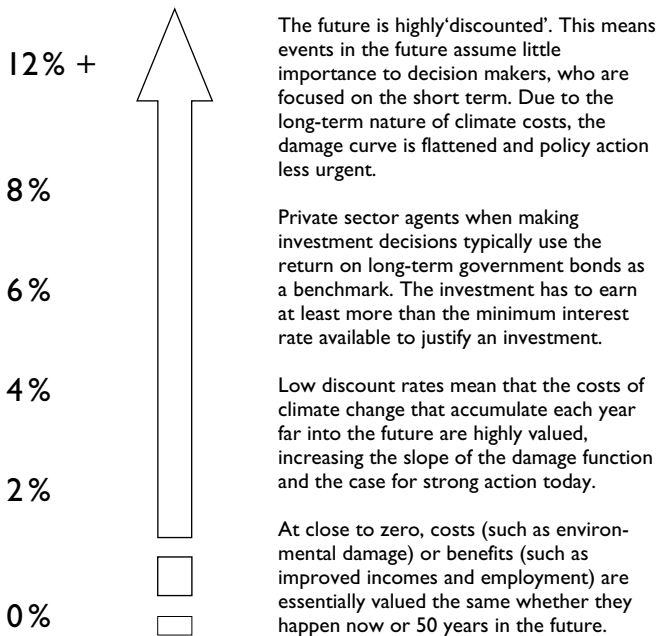 The future is highly‘discounted’. This means
events in the future assume little
12% +
importance to decision makers, who are
focused on the short term. Due to the
long-term nature of climate costs, the
damage curve is flattened and policy action
less urgent.
8%
Private sector agents when making
investment decisions typically use the
return on long-term government bonds as
6%
a benchmark. The investment has to earn
at least more than the minimum interest
rate available to justify an investment.
4%
Low discount rates mean that the costs of
climate change that accumulate each year
far into the future are highly valued,
increasing the slope of the damage function
2%
and the case for strong action today.
At close to zero, costs (such as environ-
mental damage) or benefits (such as
improved incomes and employment) are
essentially valued the same whether they
0%
happen now or 50 years in the future.